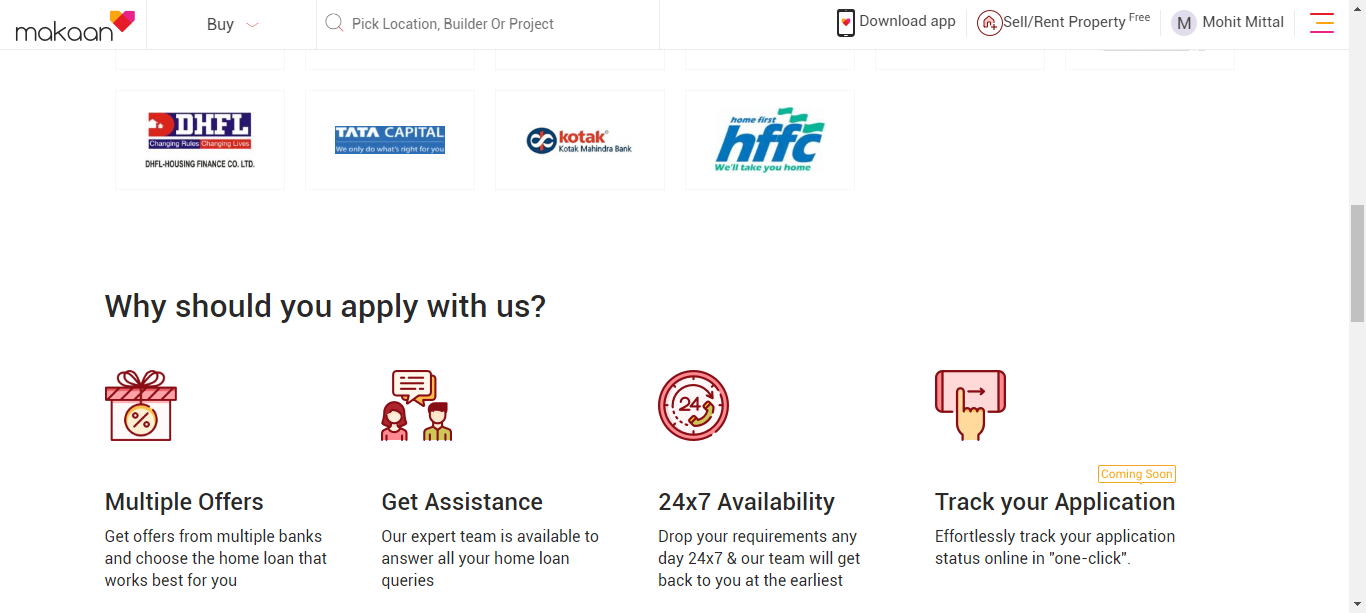 makaan
Buy
Pick Location, Builder Or Project
Download app
Sell/Rent Property Free
M Mohit Mittal
DHFL
Changing Rules Changing Lives
DHFL-HOUSING FINANCE CO. LTD.
TATA CAPITAL
We only do what's right for you
kotak
Kotak Mahindra Bank
home first
hffc
We'll take you home
Why should you apply with us?
%
24
Coming Soon
Multiple Offers
Get offers from multiple banks
and choose the home loan that
works best for you
Get Assistance
Our expert team is available to
answer all your home loan
queries
24x7 Availability
Drop your requirements any
day 24x7 & our team will get
back to you at the earliest
Track your Application
Effortlessly track your application
status online in "one-click".